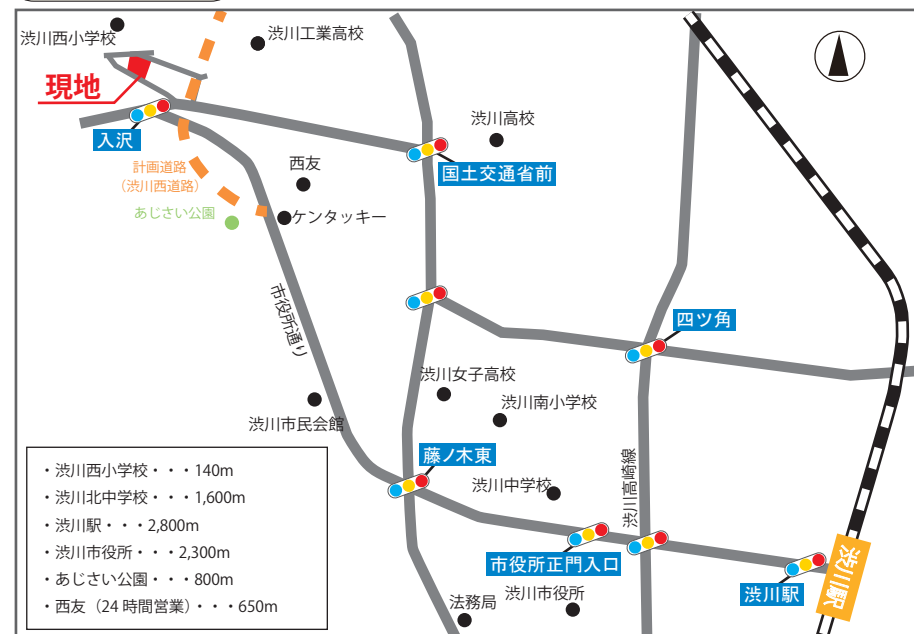 渋川西小学校
渋川工業高校
現地
入沢
渋川高校
国土交通省前
計画道路
(渋川西道路)
西友
あじさい公園
ケンタッキー
市役所通り
四ツ角
渋川女子高校
渋川南小学校
渋川市民会館
藤ノ木東
渋川中学校
渋川高崎線
市役所正門入口
渋川駅
渋川駅
法務局
渋川市役所
・渋川西小学校・・・140m
・渋川北中学校・・・1,600m
・渋川駅・・・2,800m
・渋川市役所・・・2,300m
・あじさい公園・・・800m
・西友(24時間営業)・・・650m